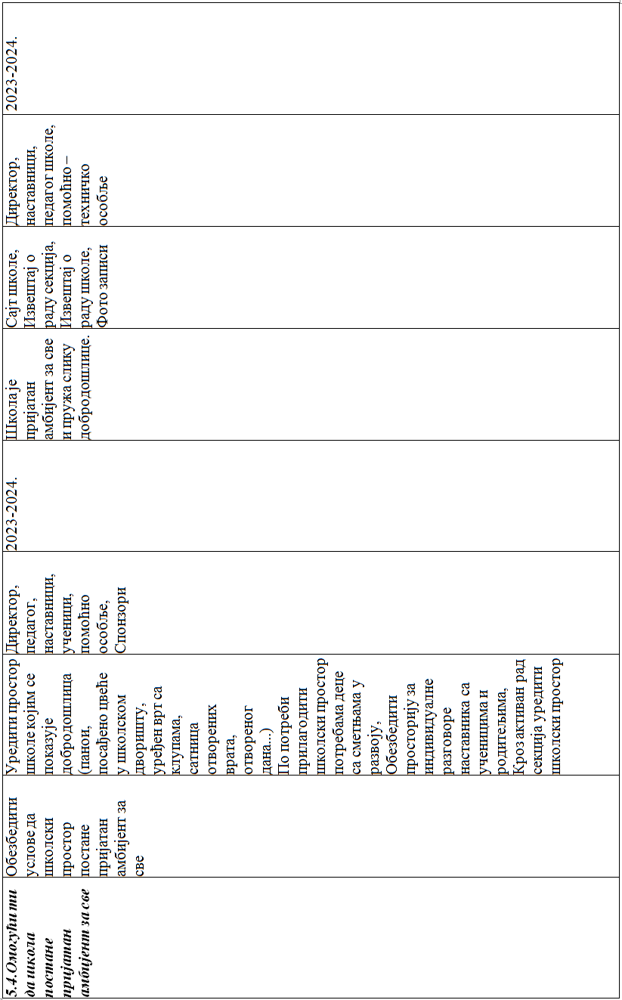 5.4.Омогућити
да школа
постане
пријатан
амбијент за све
Обезбедити
услове да
школски
простор
постане
пријатан
амбијент за
све
Уредити простор
школе којим се
показује
добродошлица
(панои,
посађено цвеће
у школском
дворишту,
уређен врт са
клупама,
сатница
отворених
врата,
отвореног
дана...)
По потреби
прилагодити
школски простор
потребама деце
са сметњама у
развоју,
Обезбедити
просторију за
индивидуалне
разговоре
наставника са
ученицима и
родитељима,
Кроз активан рад
секција уредити
школски простор
Директор,
педагог,
наставници,
ученици,
помоћно
особље,
Спонзори
2023-2024.
Школа је
пријатан
амбијент за све
и пружа слику
добродошлице.
Сајт школе,
Извештај о
раду секција,
Извештај о
раду школе,
Фото записи
Директор,
наставници,
педагог школе,
помоћно –
техничко
особље
2023-2024.